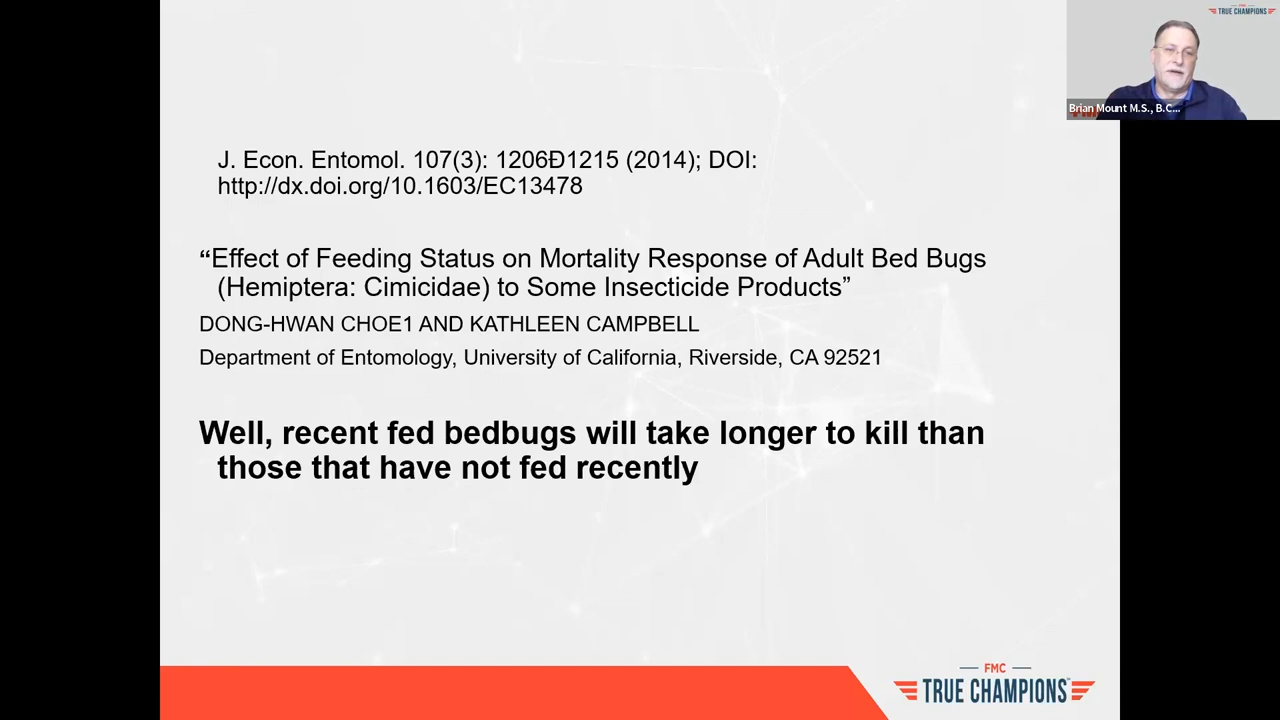 J. Econ. Entomol. 107(3): 1206Ð1215 (2014); DOI:
http://dx.doi.org/10.1603/EC13478
“Effect of Feeding Status on Mortality Response of Adult Bed Bugs
(Hemiptera: Cimicidae) to Some Insecticide Products”
DONG-HWAN CHOE1 AND KATHLEEN CAMPBELL
Department of Entomology, University of California, Riverside, CA 92521
Well, recent fed bedbugs will take longer to kill than
those that have not fed recently
FMC
TRUE CHAMPIONS
Brian Mount M.S., B.C...
FMC
TRUE CHAMPIONS™